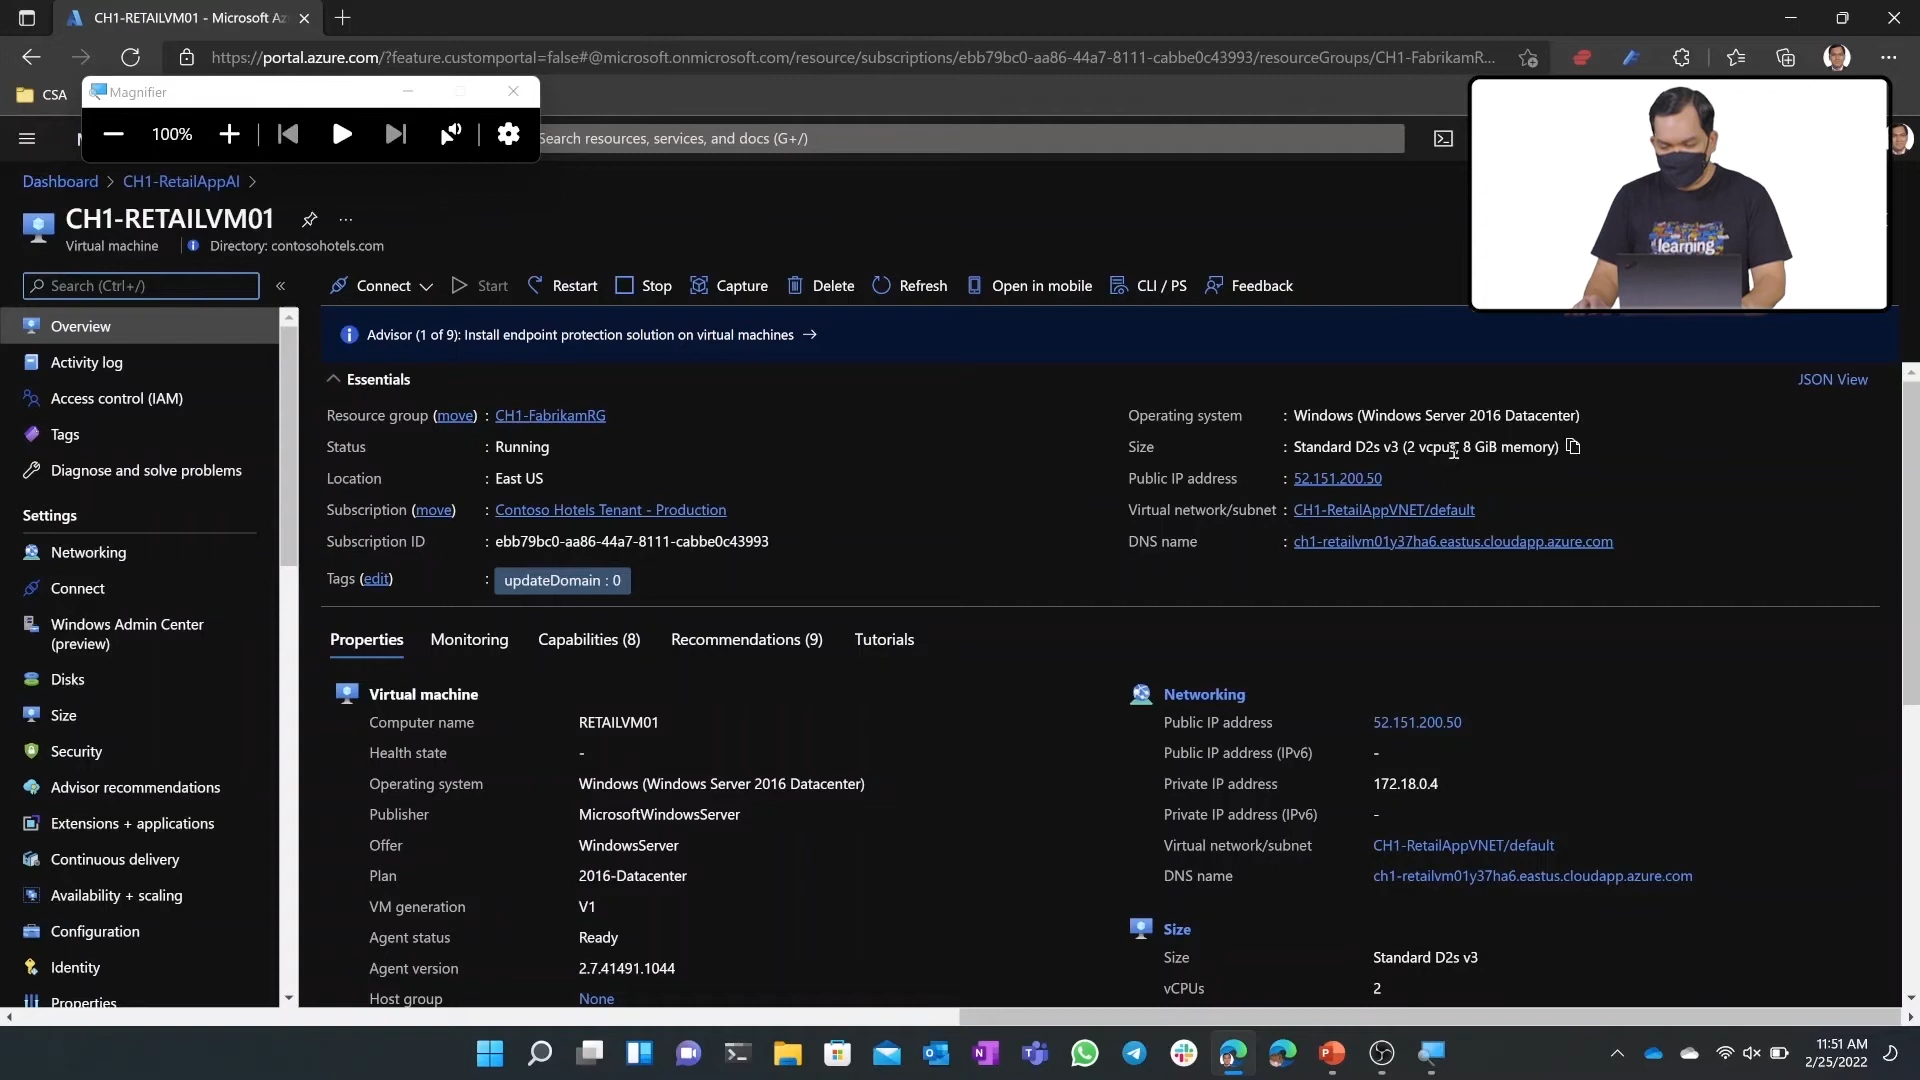 CH1-RETAILVM01 - Microsoft Az
https://portal.azure.com/?feature.customportal=false#@microsoft.onmicrosoft.com/resource/subscriptions/ebb79bc0-aa86-44a7-8111-cabbe0c43993/resourceGroups/CH1-FabrikamR...
CSA
Magnifier
100%
Search resources, services, and docs (G+/)
Dashboard > CH1-RetailAppAI >
CH1-RETAILVM01
Virtual machine
Directory: contosohotels.com
learning
Search (Ctrl+/)
Connect
Start
Restart
Stop
Capture
Delete
Refresh
Open in mobile
CLI / PS
Feedback
Overview
Activity log
Access control (IAM)
Tags
Diagnose and solve problems
Settings
Networking
Connect
Windows Admin Center
(preview)
Disks
Size
Security
Advisor recommendations
Extensions + applications
Continuous delivery
Availability + scaling
Configuration
Identity
Properties
Advisor (1 of 9): Install endpoint protection solution on virtual machines →
Essentials
JSON View
Resource group (move) : CH1-FabrikamRG
Status : Running
Location : East US
Subscription (move) : Contoso Hotels Tenant - Production
Subscription ID : ebb79bc0-aa86-44a7-8111-cabbe0c43993
Tags (edit) : updateDomain : 0
Operating system : Windows (Windows Server 2016 Datacenter)
Size : Standard D2s v3 (2 vcpus, 8 GiB memory)
Public IP address : 52.151.200.50
Virtual network/subnet : CH1-RetailAppVNET/default
DNS name : ch1-retailvm01y37ha6.eastus.cloudapp.azure.com
Properties
Monitoring
Capabilities (8)
Recommendations (9)
Tutorials
Virtual machine
Computer name RETAILVM01
Health state -
Operating system Windows (Windows Server 2016 Datacenter)
Publisher MicrosoftWindowsServer
Offer WindowsServer
Plan 2016-Datacenter
VM generation V1
Agent status Ready
Agent version 2.7.41491.1044
Host group None
Networking
Public IP address 52.151.200.50
Public IP address (IPv6) -
Private IP address 172.18.0.4
Private IP address (IPv6) -
Virtual network/subnet CH1-RetailAppVNET/default
DNS name ch1-retailvm01y37ha6.eastus.cloudapp.azure.com
Size
Size Standard D2s v3
vCPUs 2
11:51 AM
2/25/2022